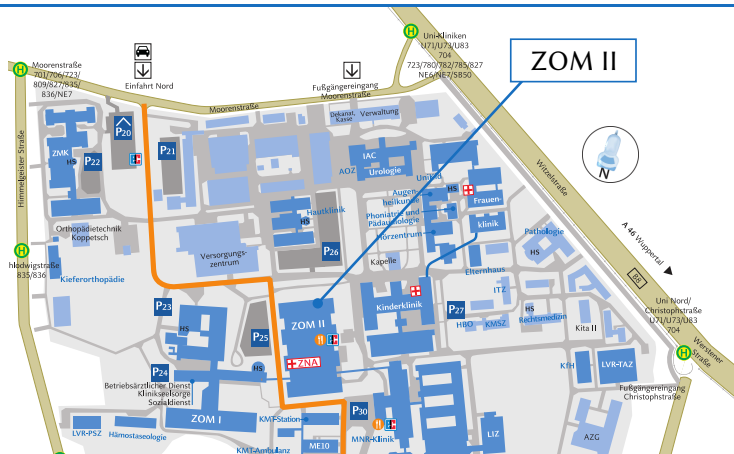 Uni-Kliniken
U71/U73/U83
704
723/780/782/785/827
NE6/NE7/SB50
ZOM II
Moorenstraße
701/706/723/
809/827/835/
836/NE7
Einfahrt Nord
Fußgängereingang
Moorenstraße
Moorenstraße
Dekanat,
Kasse
Verwaltung
P20
P21
P22
ZMK
HS
IAC
Urologie
AOZ
Himmelgeister Straße
Witzelstraße
Augen-
heilkunde
HS
Frauen-
klinik
Phoniatrie und
Pädaudiologie
Hörzentrum
Hautklinik
HS
Orthopädietechnik
Koppetsch
Versorgungs-
zentrum
P26
Kapelle
Pathologie
HS
A 46 Wuppertal
B8
hlodwigstraße
835/836
Kieferorthopädie
Elternhaus
ITZ
Kinderklinik
P27
HBO
KMSZ
HS
Rechtsmedizin
Kita II
Uni Nord/
Christophstraße
U71/U73/U83
704
Werstener
Straße
P23
HS
P25
ZOM II
ZNA
HS
P24
Betriebsärztlicher Dienst
Klinikseelsorge
Sozialdienst
ZOM I
KfH
LVR-TAZ
Fußgängereingang
Christophstraße
LVR-PSZ
Hämostaseologie
KMT-Station
P30
MNR-Klinik
ME10
KMT-Ambulanz
LIZ
AZG
H
H
H
H